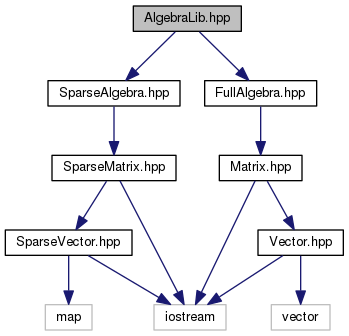 AlgebraLib.hpp
SparseAlgebra.hpp
FullAlgebra.hpp
SparseMatrix.hpp
Matrix.hpp
SparseVector.hpp
Vector.hpp
map
iostream
vector